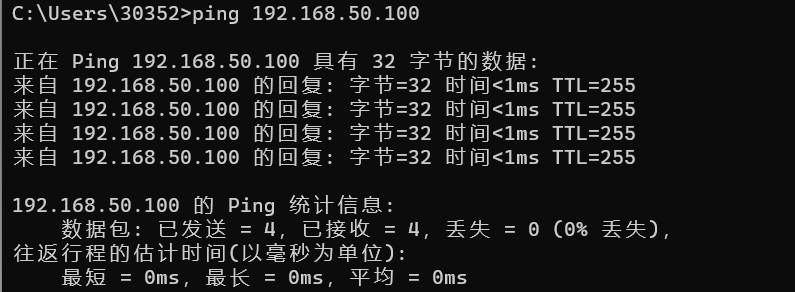 C:\Users\30352>ping 192.168.50.100
正在 Ping 192.168.50.100 具有 32 字节的数据:
来自 192.168.50.100 的回复: 字节=32 时间<1ms TTL=255
来自 192.168.50.100 的回复: 字节=32 时间<1ms TTL=255
来自 192.168.50.100 的回复: 字节=32 时间<1ms TTL=255
来自 192.168.50.100 的回复: 字节=32 时间<1ms TTL=255
192.168.50.100 的 Ping 统计信息:
    数据包: 已发送 = 4，已接收 = 4，丢失 = 0 (0% 丢失)，
往返行程的估计时间(以毫秒为单位):
    最短 = 0ms，最长 = 0ms，平均 = 0ms